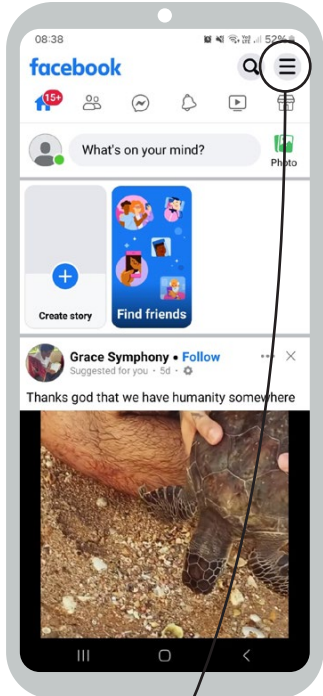 08:38
52%
facebook
15+
What's on your mind?
Photo
Create story
Find friends
Grace Symphony • Follow
Suggested for you · 5d ·
Thanks god that we have humanity somewhere